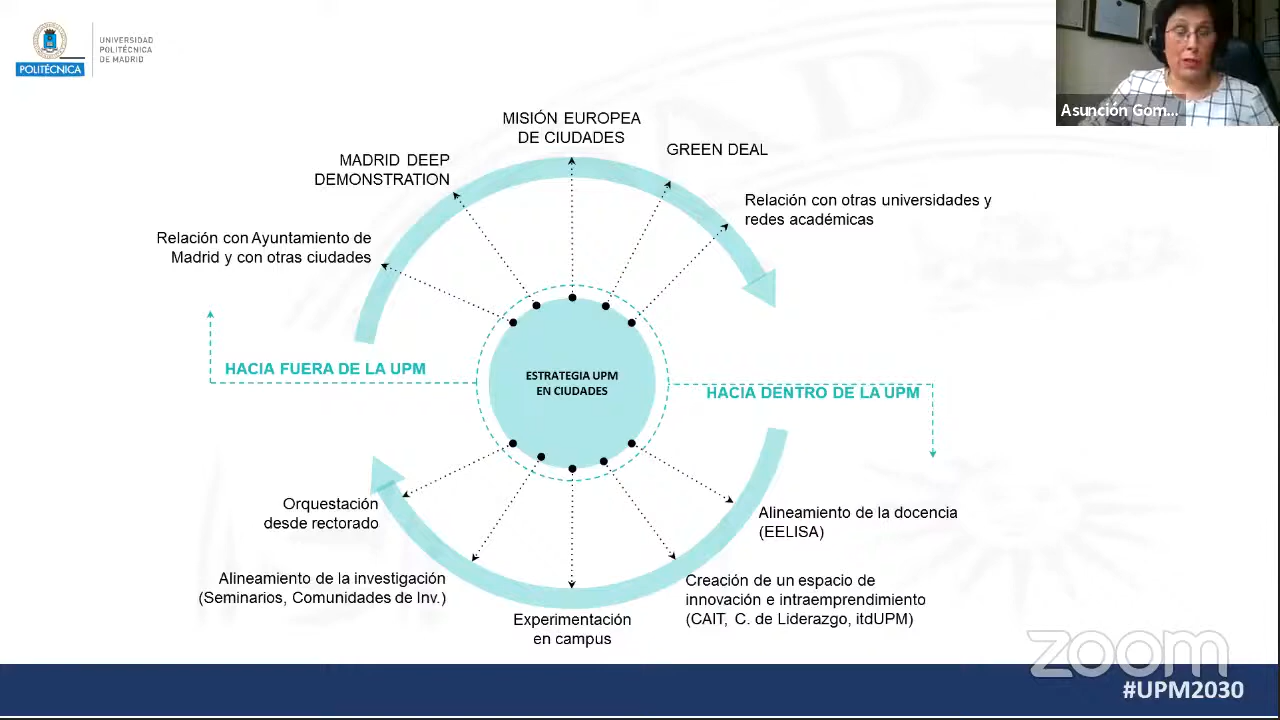 UNIVERSIDAD
POLITÉCNICA
DE MADRID
POLITÉCNICA
Asunción Gom...
MISIÓN EUROPEA
DE CIUDADES
GREEN DEAL
MADRID DEEP
DEMONSTRATION
Relación con otras universidades y
redes académicas
Relación con Ayuntamiento de
Madrid y con otras ciudades
HACIA FUERA DE LA UPM
ESTRATEGIA UPM
EN CIUDADES
HACIA DENTRO DE LA UPM
Orquestación
desde rectorado
Alineamiento de la docencia
(EELISA)
Alineamiento de la investigación
(Seminarios, Comunidades de Inv.)
Creación de un espacio de
innovación e intraemprendimiento
(CAIT, C. de Liderazgo, itdUPM)
Experimentación
en campus
zoom
#UPM2030